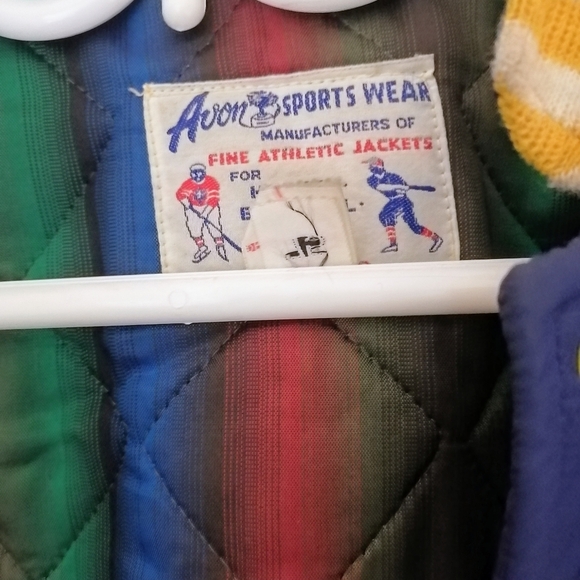 Avon SPORTS WEAR
MANUFACTURERS OF
FINE ATHLETIC JACKETS
FOR